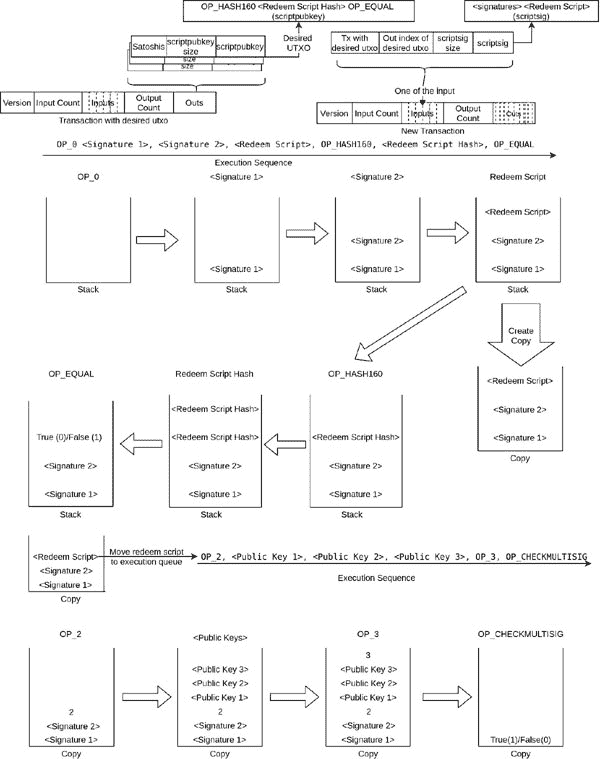 OP_HASH160 <Redeem Script Hash> OP_EQUAL
(scriptpubkey)
<signatures> <Redeem Script>
(scriptsig)
Desired
UTXO
Satoshis
scriptpubkey
size
scriptpubkey
size
size
Tx with
desired utxo
Out index of
desired utxo
scriptsig
size
scriptsig
One of the input
Version
Input Count
Inputs
Output
Count
Outs
Transaction with desired utxo
Version
Input Count
Inputs
Output
Count
Outs
New Transaction
OP_0 <Signature 1>, <Signature 2>, <Redeem Script>, OP_HASH160, <Redeem Script Hash>, OP_EQUAL
Execution Sequence
OP_0
<Signature 1>
<Signature 2>
Redeem Script
<Redeem Script>
<Signature 2>
<Signature 2>
<Signature 1>
<Signature 1>
<Signature 1>
Stack
Stack
Stack
Stack
Create
Copy
OP_EQUAL
Redeem Script Hash
OP_HASH160
<Redeem Script>
<Signature 2>
<Signature 1>
Copy
<Redeem Script Hash>
True (0)/False (1)
<Redeem Script Hash>
<Redeem Script Hash>
<Signature 2>
<Signature 2>
<Signature 2>
<Signature 1>
<Signature 1>
<Signature 1>
Stack
Stack
Stack
<Redeem Script>
<Signature 2>
<Signature 1>
Copy
Move redeem script
to execution queue
OP_2, <Public Key 1>, <Public Key 2>, <Public Key 3>, OP_3, OP_CHECKMULTISIG
Execution Sequence
OP_2
<Public Keys>
OP_3
OP_CHECKMULTISIG
2
<Signature 2>
<Signature 1>
Copy
<Public Key 3>
<Public Key 2>
<Public Key 1>
2
<Signature 2>
<Signature 1>
Copy
3
<Public Key 3>
<Public Key 2>
<Public Key 1>
2
<Signature 2>
<Signature 1>
Copy
True(1)/False(0)
Copy